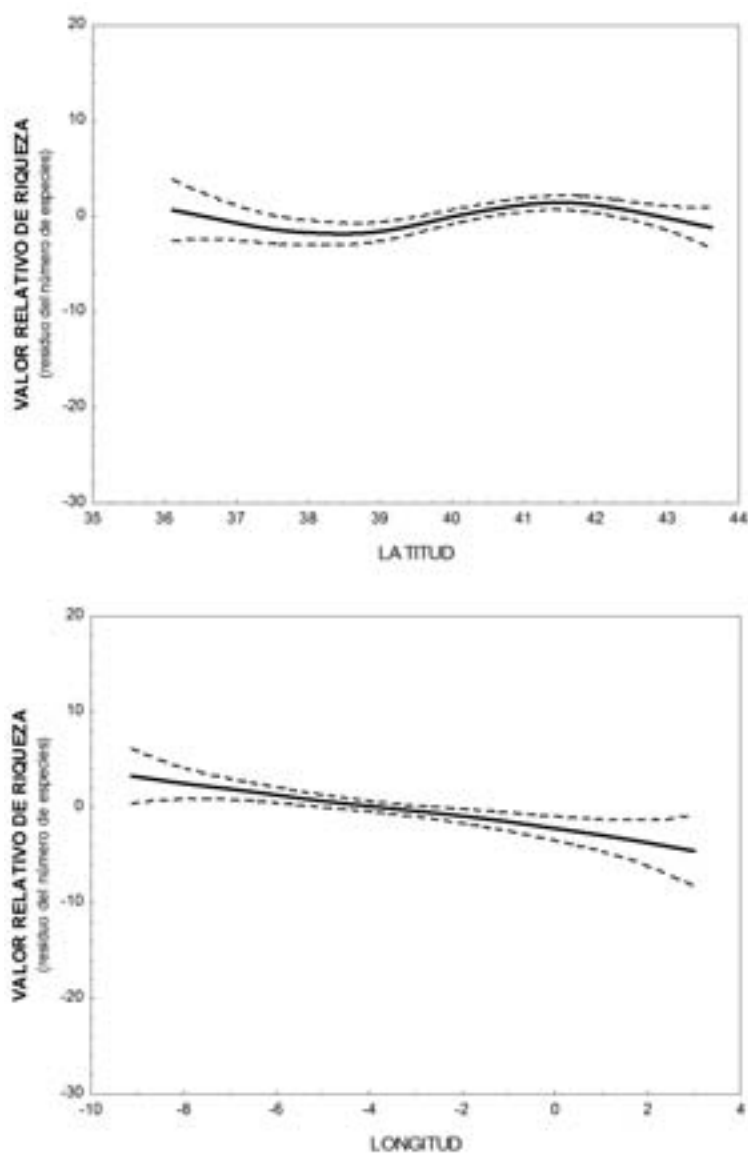 VALOR RELATIVO DE RIQUEZA
(residuo del número de especies)
20
10
0
-10
-20
-30
35 36 37 38 39 40 41 42 43 44
LATITUD
VALOR RELATIVO DE RIQUEZA
(residuo del número de especies)
20
10
0
-10
-20
-30
-10 -8 -6 -4 -2 0 2 4
LONGITUD